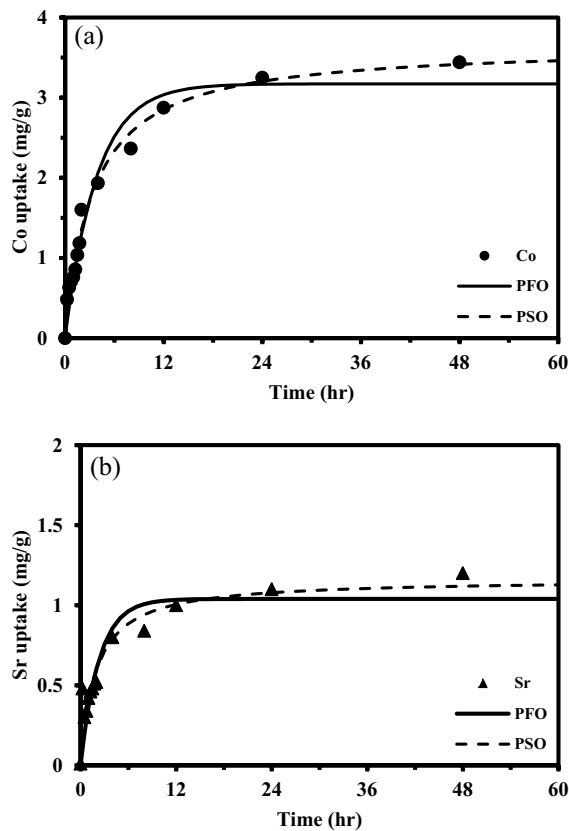 (a)
4
3
2
1
0
Co uptake (mg/g)
Co
PFO
PSO
0 12 24 36 48 60
Time (hr)
(b)
2
1.5
1
0.5
0
Sr uptake (mg/g)
Sr
PFO
PSO
0 12 24 36 48 60
Time (hr)